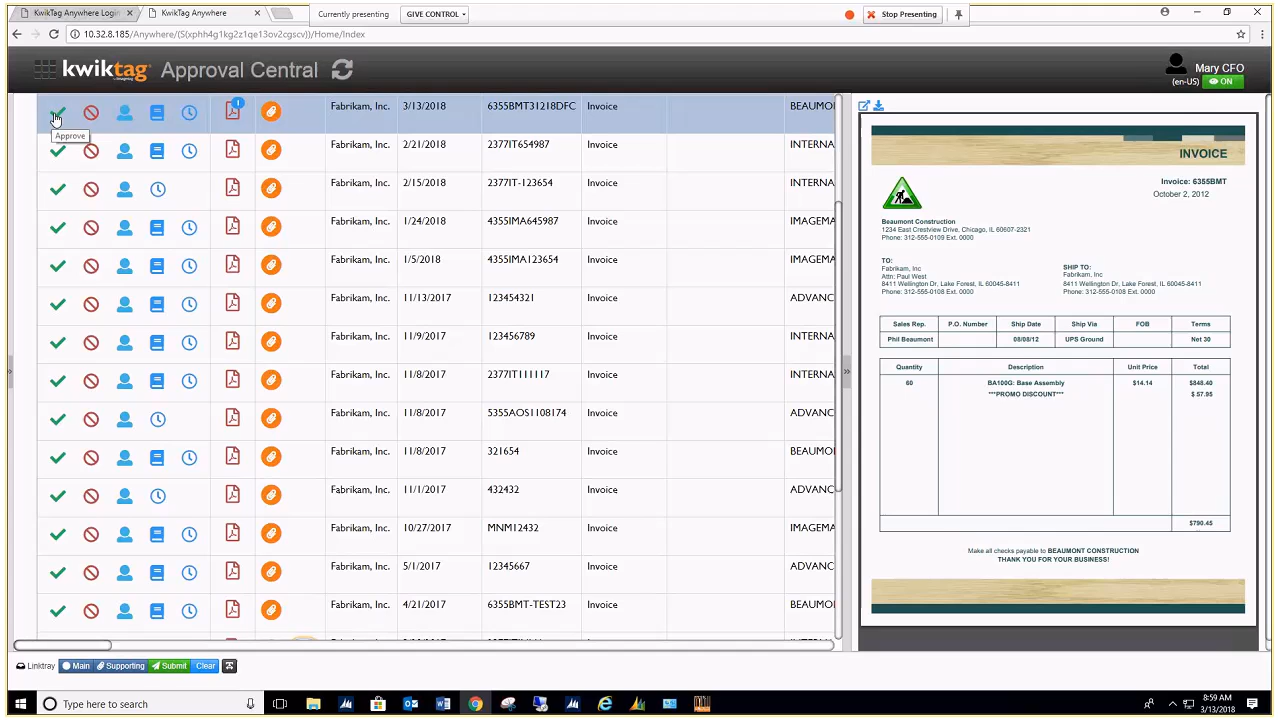 KwikTag Anywhere Login
KwikTag Anywhere
Currently presenting
GIVE CONTROL
Stop Presenting
10.32.8.185/Anywhere/(S(xphh4g1kg2z1qe13ov2cgscv))/Home/Index
kwiktag
Approval Central
Mary CFO
(en-US)
ON
Fabrikam, Inc. 3/13/2018 6355BMT31218DFC Invoice BEAUMO
Approve
Fabrikam, Inc. 2/21/2018 2377IT654987 Invoice INTERNA
Fabrikam, Inc. 2/15/2018 2377IT-123654 Invoice INTERNA
Fabrikam, Inc. 1/24/2018 4355IMA645987 Invoice IMAGEMA
Fabrikam, Inc. 1/5/2018 4355IMA123654 Invoice IMAGEMA
Fabrikam, Inc. 11/13/2017 123454321 Invoice ADVANC
Fabrikam, Inc. 11/9/2017 123456789 Invoice INTERNA
Fabrikam, Inc. 11/8/2017 2377IT111117 Invoice INTERNA
Fabrikam, Inc. 11/8/2017 5355AOS1108174 Invoice ADVANC
Fabrikam, Inc. 11/8/2017 321654 Invoice BEAUMO
Fabrikam, Inc. 11/1/2017 432432 Invoice ADVANC
Fabrikam, Inc. 10/27/2017 MNM12432 Invoice IMAGEMA
Fabrikam, Inc. 5/1/2017 12345667 Invoice ADVANC
Fabrikam, Inc. 4/21/2017 6355BMT-TEST23 Invoice BEAUMO
INVOICE
Invoice: 6355BMT
October 2, 2012
Beaumont Construction
1234 East Crestview Drive, Chicago, IL 60607-2321
Phone: 312-555-0109 Ext. 0000
TO:
Fabrikam, Inc
Attn: Paul West
8411 Wellington Dr, Lake Forest, IL 60045-8411
Phone: 312-555-0108 Ext. 0000
SHIP TO:
Fabrikam, Inc
8411 Wellington Dr, Lake Forest, IL 60045-8411
Phone: 312-555-0108 Ext. 0000
Sales Rep. P.O. Number Ship Date Ship Via FOB Terms
Phil Beaumont 08/08/12 UPS Ground Net 30
Quantity Description Unit Price Total
60 BA100G: Base Assembly $14.14 $848.40
***PROMO DISCOUNT*** $ 57.95
$790.45
Make all checks payable to BEAUMONT CONSTRUCTION
THANK YOU FOR YOUR BUSINESS!
Linktray Main Supporting Submit Clear
Type here to search
8:59 AM
3/13/2018